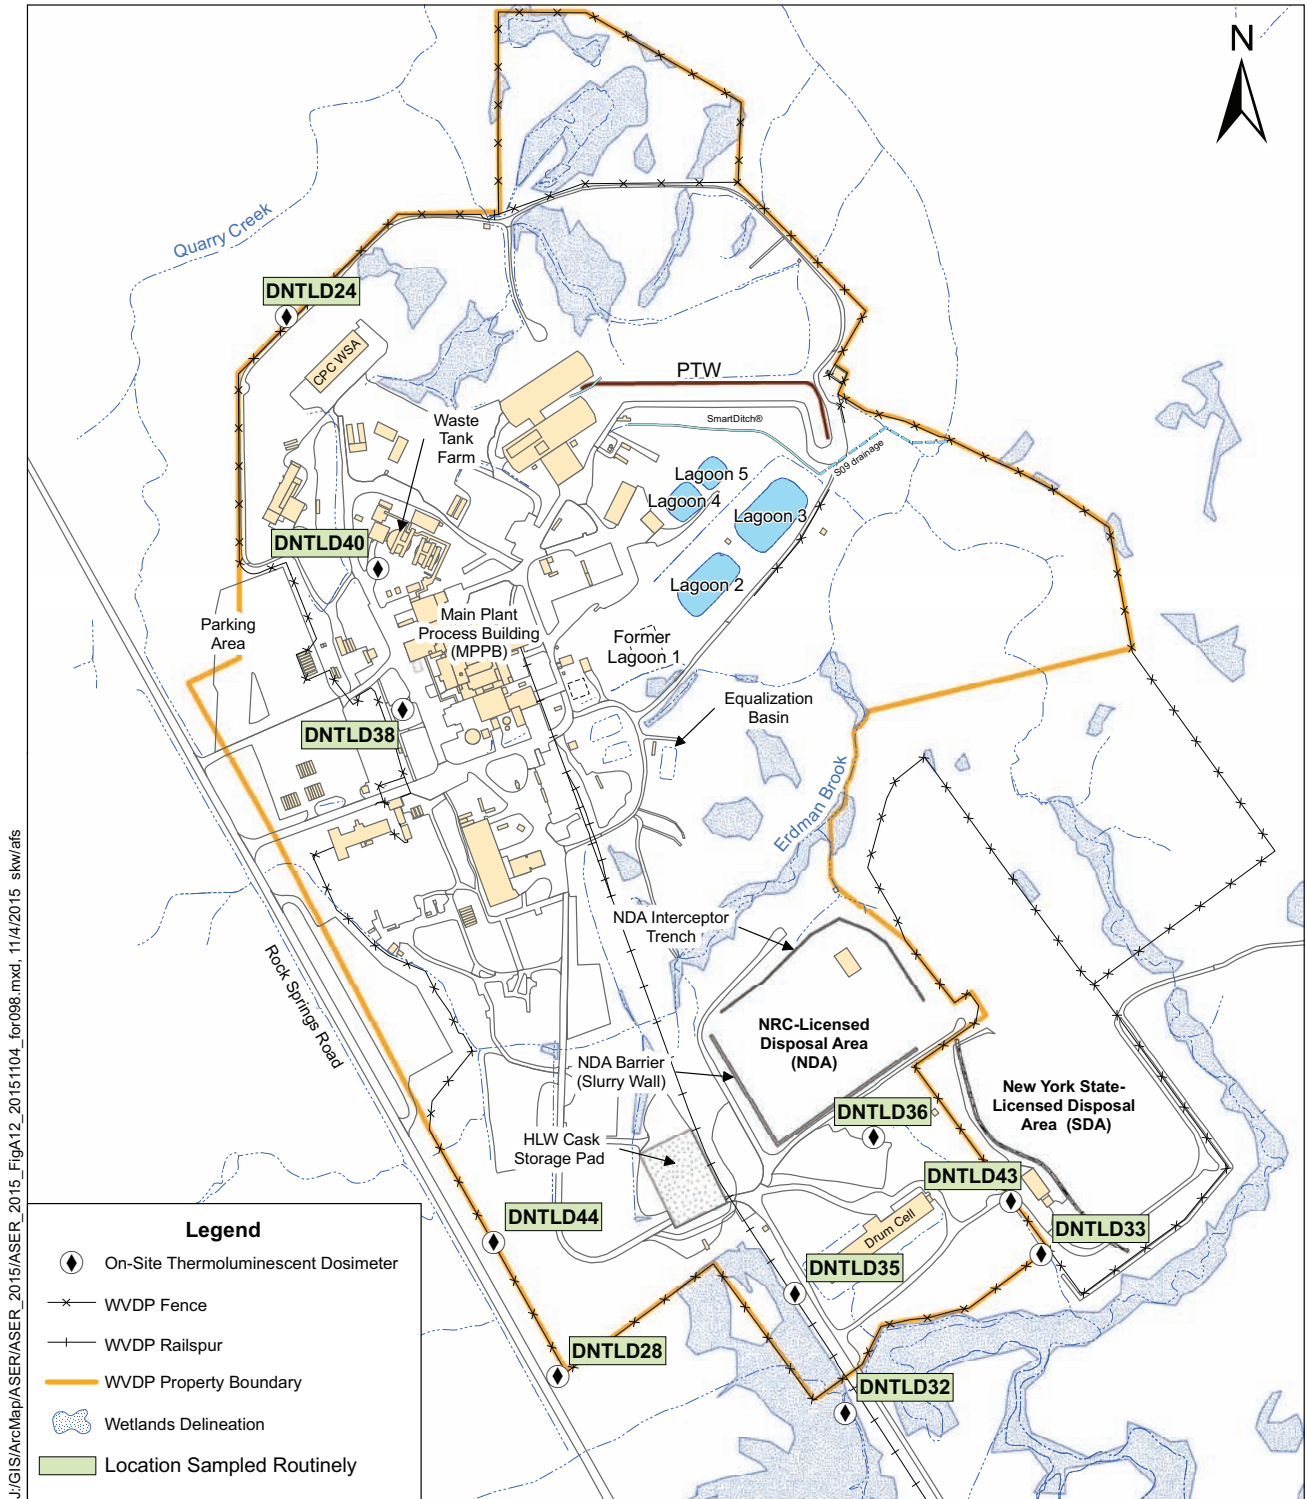 N
Quarry Creek
DNTLD24
CPC WSA
PTW
Waste
Tank
Farm
SmartDitch®
S09 drainage
Lagoon 5
Lagoon 4
Lagoon 3
DNTLD40
Lagoon 2
Parking
Area
Main Plant
Process Building
(MPPB)
Former
Lagoon 1
DNTLD38
Equalization
Basin
Erdman Brook
NDA Interceptor
Trench
Rock Springs Road
NRC-Licensed
Disposal Area
(NDA)
NDA Barrier
(Slurry Wall)
New York State-
Licensed Disposal
Area (SDA)
DNTLD36
HLW Cask
Storage Pad
DNTLD43
DNTLD44
Drum Cell
DNTLD33
DNTLD35
DNTLD28
DNTLD32
Legend
On-Site Thermoluminescent Dosimeter
WVDP Fence
WVDP Railspur
WVDP Property Boundary
Wetlands Delineation
Location Sampled Routinely
J:/GIS/ArcMap/ASER/ASER_2015/ASER_2015_FigA12_20151104_for098.mxd, 11/4/2015 skw/afs